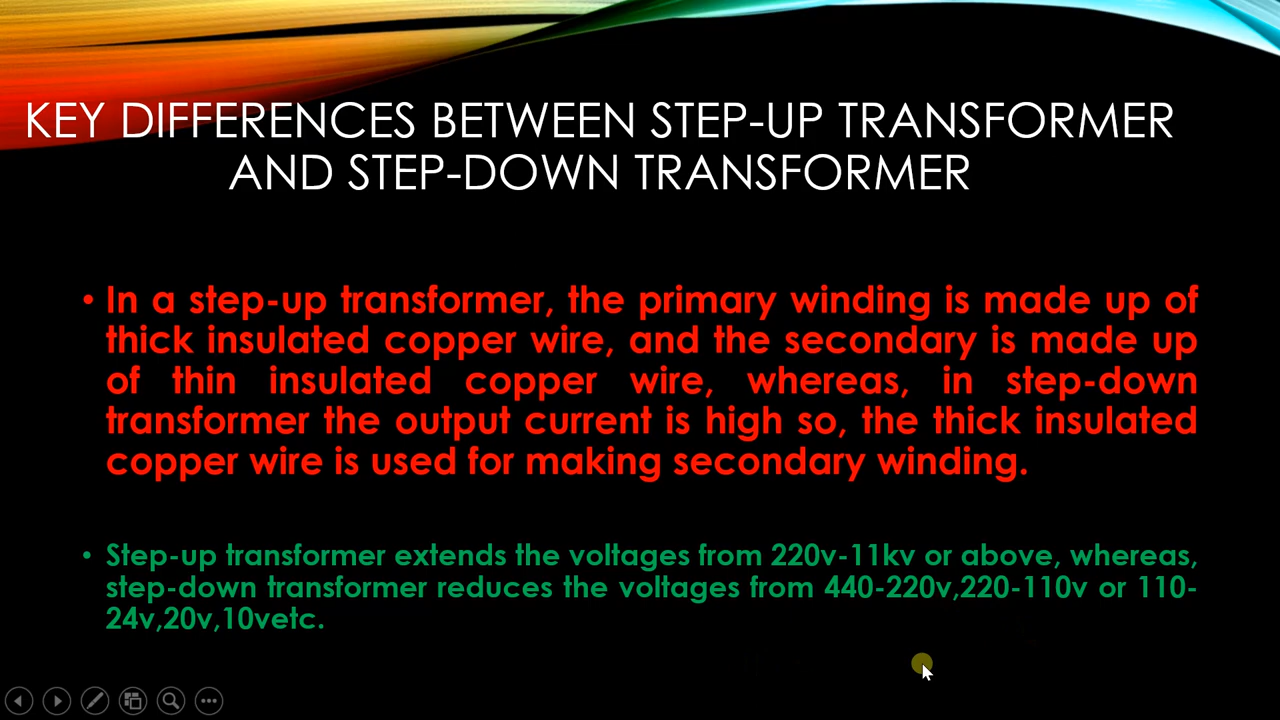 KEY DIFFERENCES BETWEEN STEP-UP TRANSFORMER
AND STEP-DOWN TRANSFORMER
• In a step-up transformer, the primary winding is made up of
thick insulated copper wire, and the secondary is made up
of thin insulated copper wire, whereas, in step-down
transformer the output current is high so, the thick insulated
copper wire is used for making secondary winding.
• Step-up transformer extends the voltages from 220v-11kv or above, whereas,
step-down transformer reduces the voltages from 440-220v,220-110v or 110-
24v,20v,10vetc.